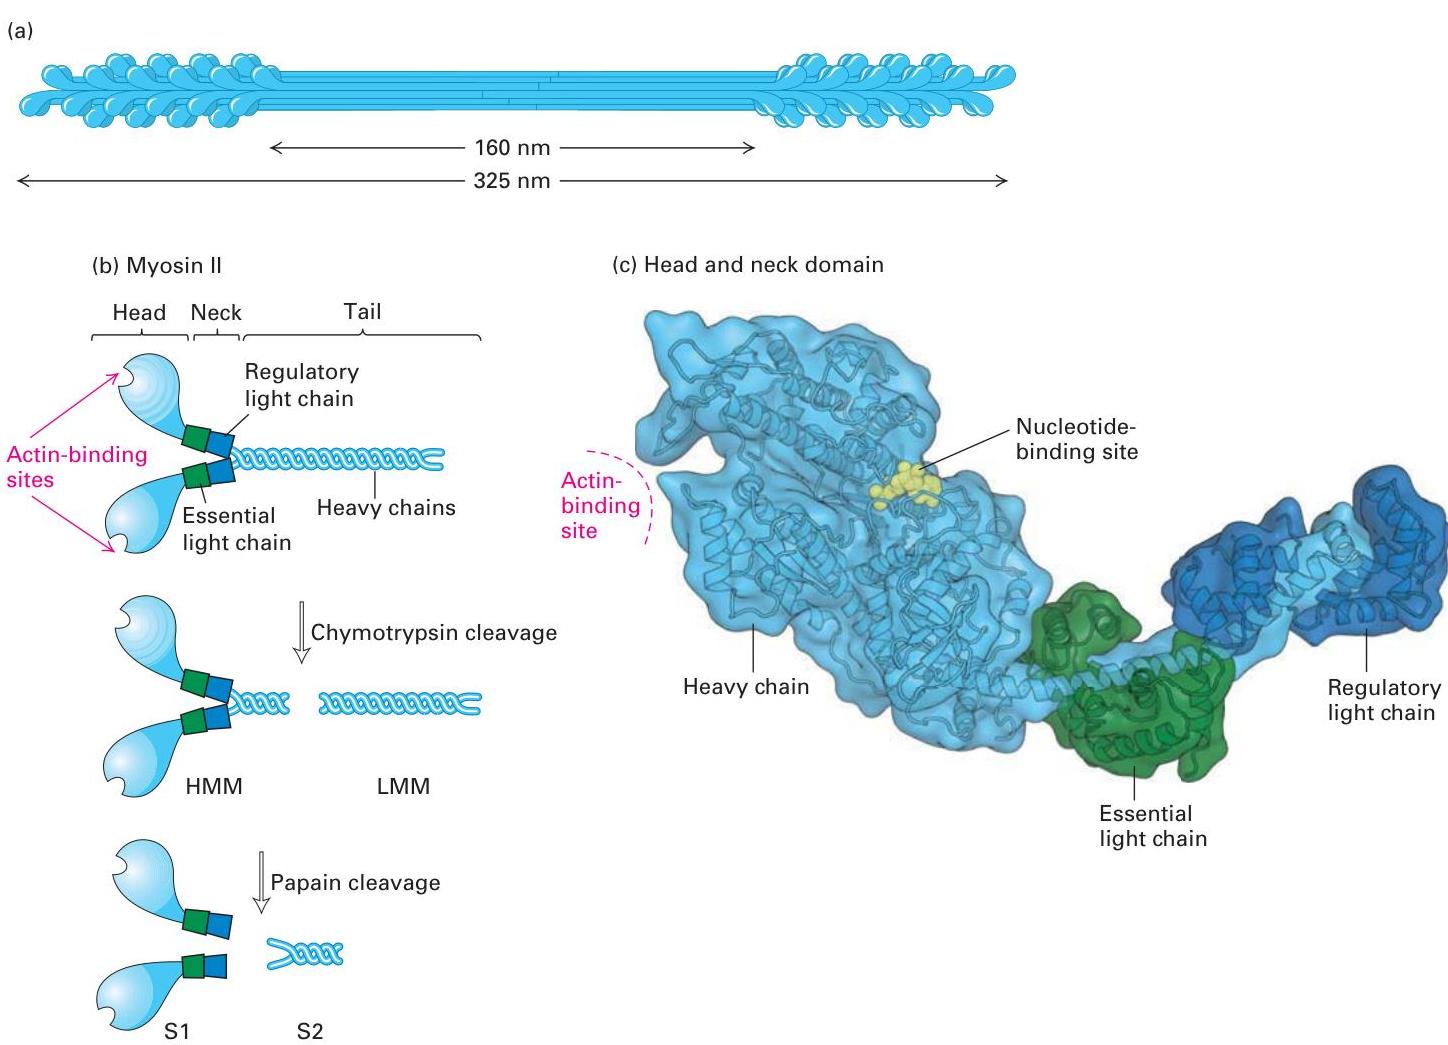 (a)
160 nm
325 nm
(b) Myosin II
Head
Neck
Tail
Regulatory
light chain
Actin-binding
sites
Essential
light chain
Heavy chains
Chymotrypsin cleavage
HMM
LMM
Papain cleavage
S1
S2
(c) Head and neck domain
Nucleotide-
binding site
Actin-
binding
site
Heavy chain
Regulatory
light chain
Essential
light chain